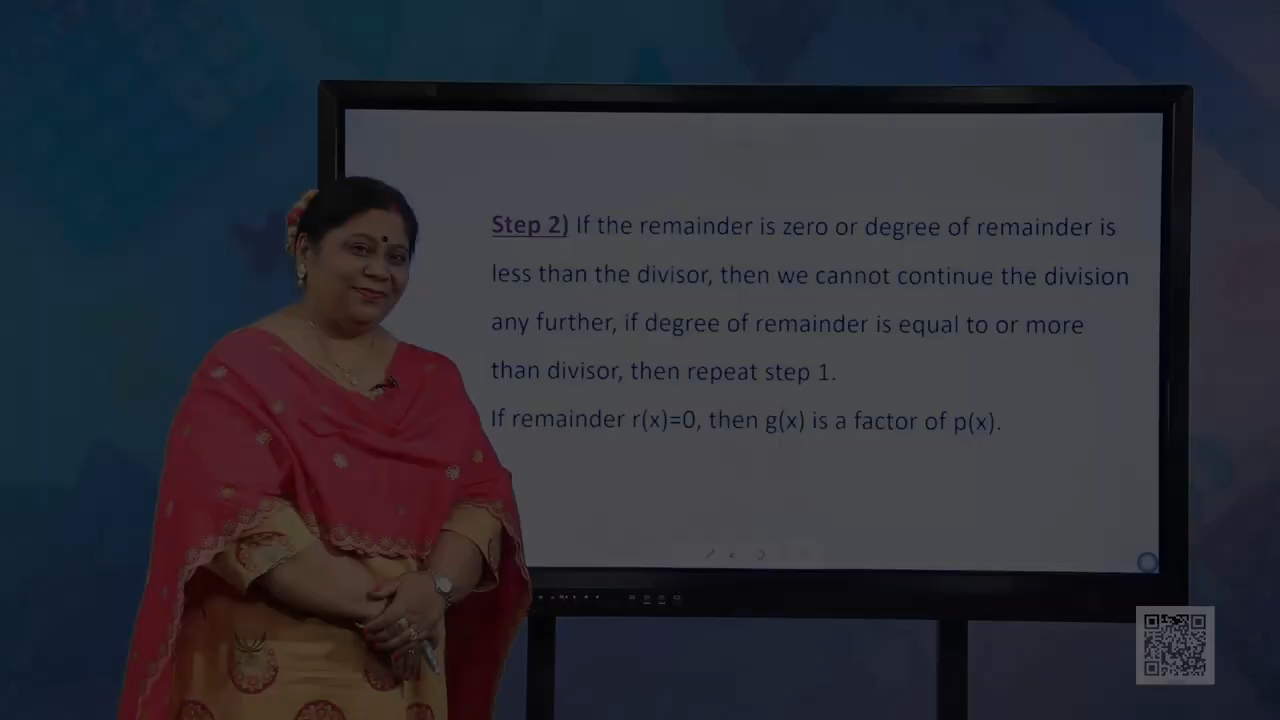 Step 2) If the remainder is zero or degree of remainder is
less than the divisor, then we cannot continue the division
any further, if degree of remainder is equal to or more
than divisor, then repeat step 1.
If remainder r(x)=0, then g(x) is a factor of p(x).